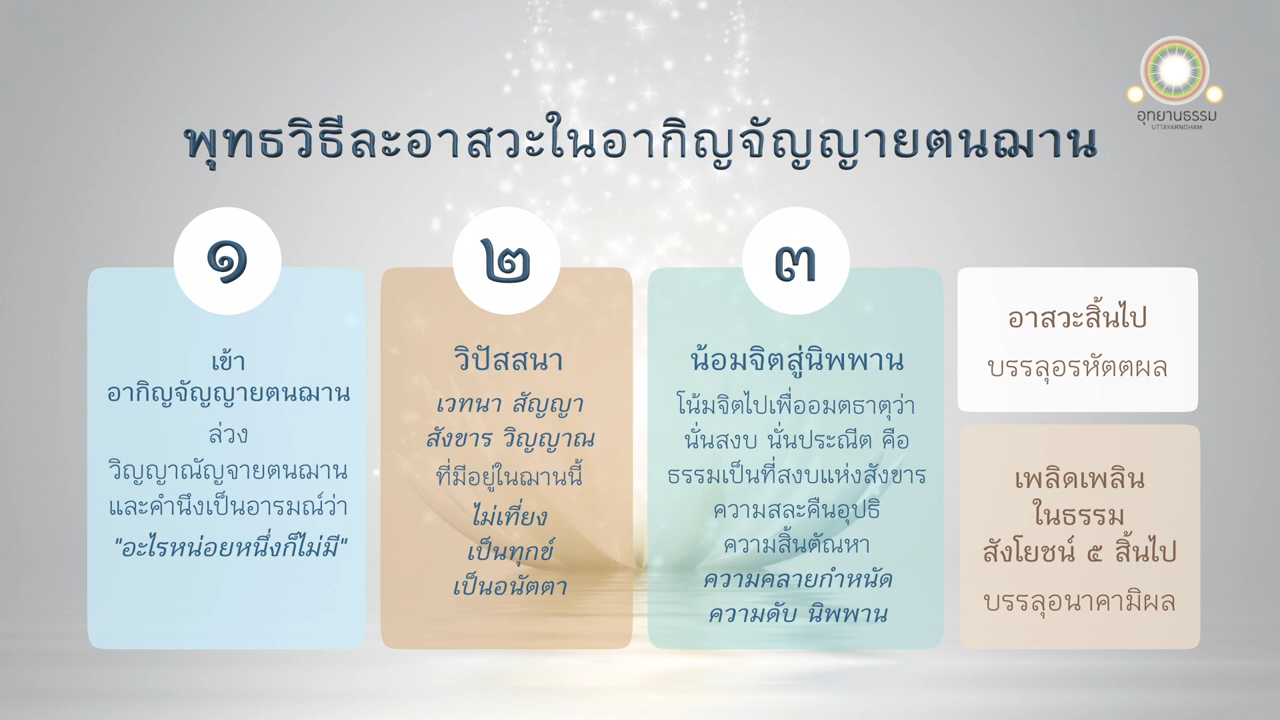 อุทยานธรรม
UTTAYARNDHAM
พุทธวิธีละอาสวะในอากิญจัญญายตนฌาน
๑
เข้า
อากิญจัญญายตนฌาน
ล่วง
วิญญาณัญจายตนฌาน
และคำนึงเป็นอารมณ์ว่า
"อะไรหน่อยหนึ่งก็ไม่มี"
๒
วิปัสสนา
เวทนา สัญญา
สังขาร วิญญาณ
ที่มีอยู่ในฌานนี้
ไม่เที่ยง
เป็นทุกข์
เป็นอนัตตา
๓
น้อมจิตสู่นิพพาน
โน้มจิตไปเพื่ออมตธาตุว่า
นั่นสงบ นั่นประณีต คือ
ธรรมเป็นที่สงบแห่งสังขาร
ความสละคืนอุปธิ
ความสิ้นตัณหา
ความคลายกำหนัด
ความดับ นิพพาน
อาสวะสิ้นไป
บรรลุอรหัตตผล
เพลิดเพลิน
ในธรรม
สังโยชน์ ๕ สิ้นไป
บรรลุอนาคามิผล